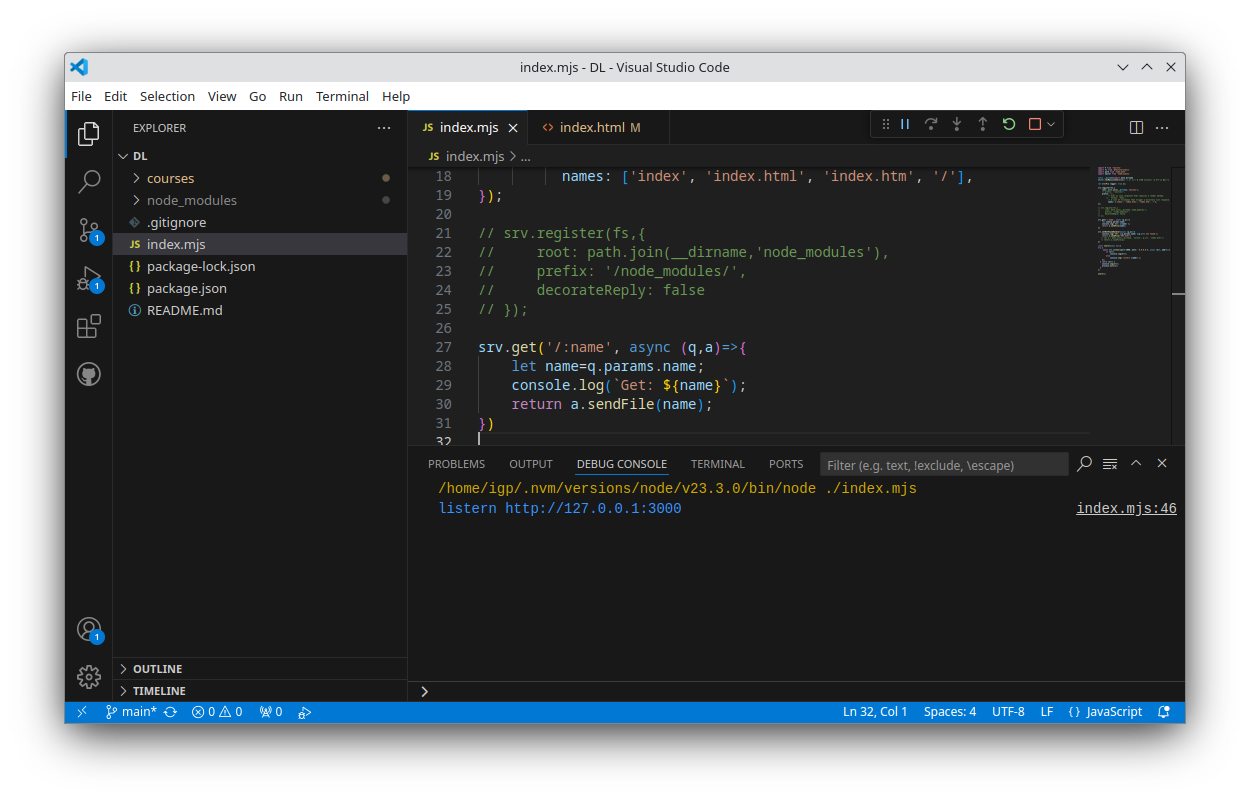 index.mjs - DL - Visual Studio Code
File Edit Selection View Go Run Terminal Help
EXPLORER
DL
courses
node_modules
.gitignore
JS index.mjs
{} package-lock.json
{} package.json
README.md
OUTLINE
TIMELINE
JS index.mjs
<> index.html M
JS index.mjs > ...
18 names: ['index', 'index.html', 'index.htm', '/'],
19 });
20
21 // srv.register(fs,{
22 //     root: path.join(__dirname,'node_modules'),
23 //     prefix: '/node_modules/',
24 //     decorateReply: false
25 // });
26
27 srv.get('/:name', async (q,a)=>{
28     let name=q.params.name;
29     console.log(`Get: ${name}`);
30     return a.sendFile(name);
31 })
32
PROBLEMS OUTPUT DEBUG CONSOLE TERMINAL PORTS Filter (e.g. text, !exclude, \escape)
/home/igp/.nvm/versions/node/v23.3.0/bin/node ./index.mjs
listern http://127.0.0.1:3000 index.mjs:46
1
1
1
main* 0 0 0 Ln 32, Col 1 Spaces: 4 UTF-8 LF {} JavaScript